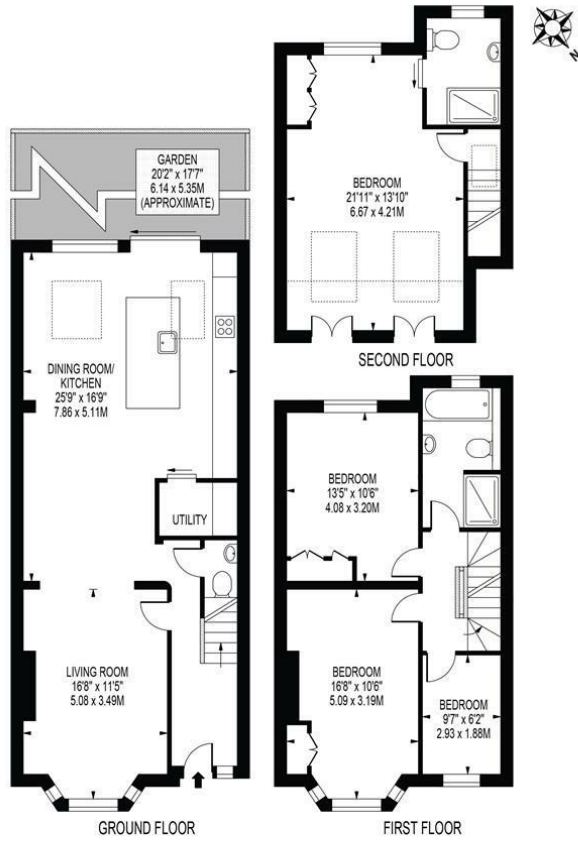 N
GARDEN
20'2" x 17'7"
6.14 x 5.35M
(APPROXIMATE)
DINING ROOM/
KITCHEN
25'9" x 16'9"
7.86 x 5.11M
UTILITY
LIVING ROOM
16'8" x 11'5"
5.08 x 3.49M
GROUND FLOOR
BEDROOM
21'11" x 13'10"
6.67 x 4.21M
SECOND FLOOR
BEDROOM
13'5" x 10'6"
4.08 x 3.20M
BEDROOM
16'8" x 10'6"
5.09 x 3.19M
BEDROOM
9'7" x 6'2"
2.93 x 1.88M
FIRST FLOOR